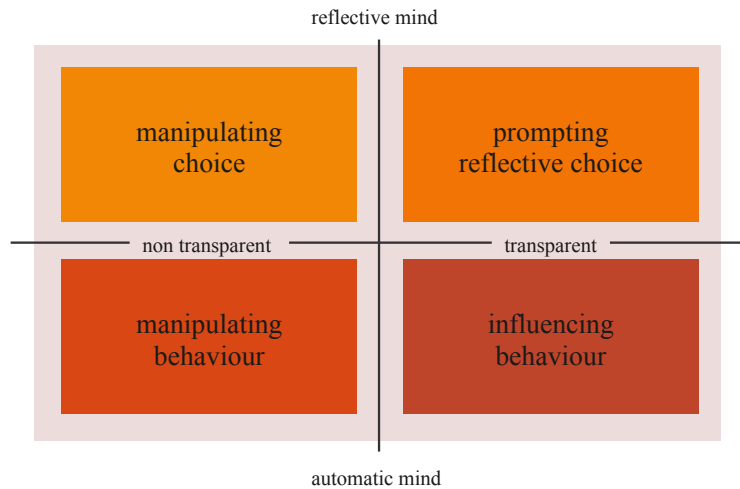 reflective mind
manipulating
choice
prompting
reflective choice
non transparent
transparent
manipulating
behaviour
influencing
behaviour
automatic mind